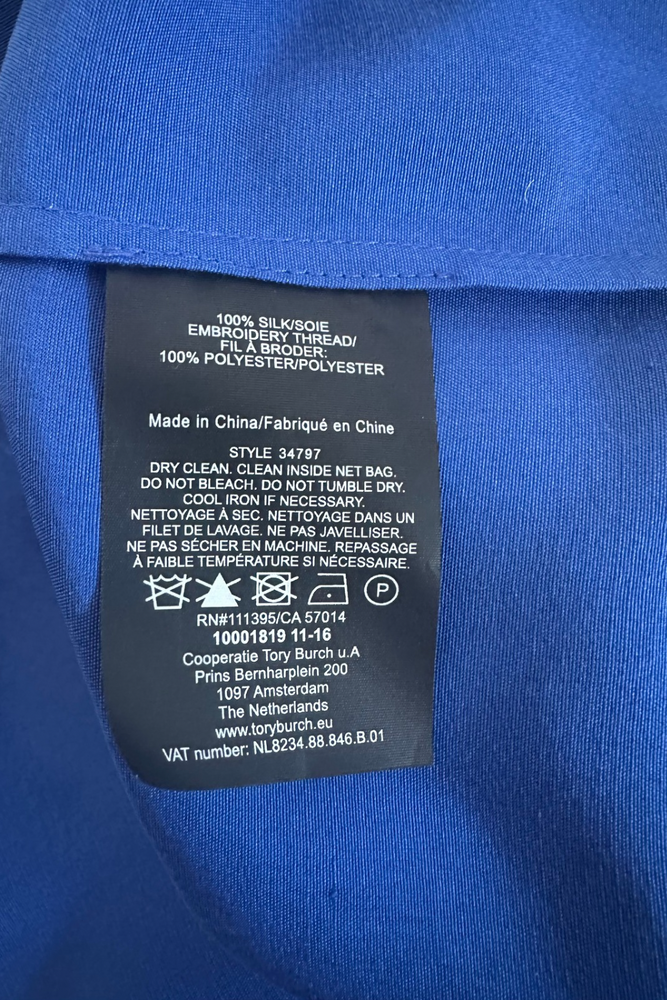 100% SILK/SOIE
EMBROIDERY THREAD/
FIL À BRODER:
100% POLYESTER/POLYESTER
Made in China/Fabriqué en Chine
STYLE 34797
DRY CLEAN. CLEAN INSIDE NET BAG.
DO NOT BLEACH. DO NOT TUMBLE DRY.
COOL IRON IF NECESSARY.
NETTOYAGE À SEC. NETTOYAGE DANS UN
FILET DE LAVAGE. NE PAS JAVELLISER.
NE PAS SÉCHER EN MACHINE. REPASSAGE
À FAIBLE TEMPÉRATURE SI NÉCESSAIRE.
P
RN#111395/CA 57014
10001819 11-16
Cooperatie Tory Burch u.A
Prins Bernharplein 200
1097 Amsterdam
The Netherlands
www.toryburch.eu
VAT number: NL8234.88.846.B.01